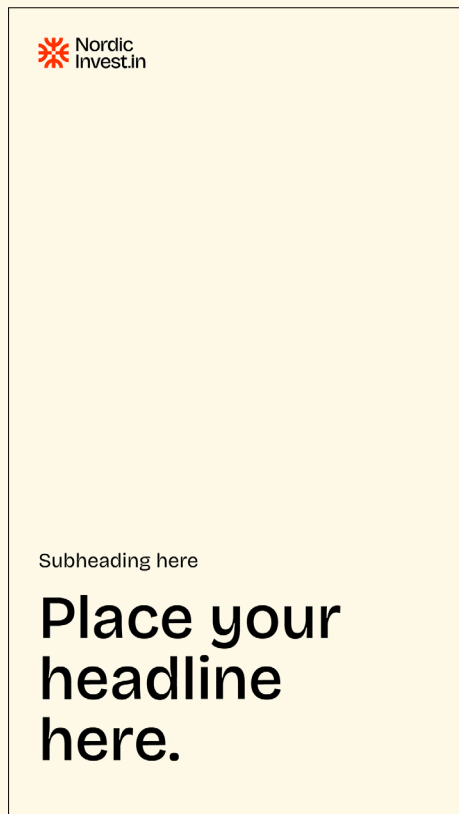 Nordic
Invest.in
Subheading here
Place your
headline
here.